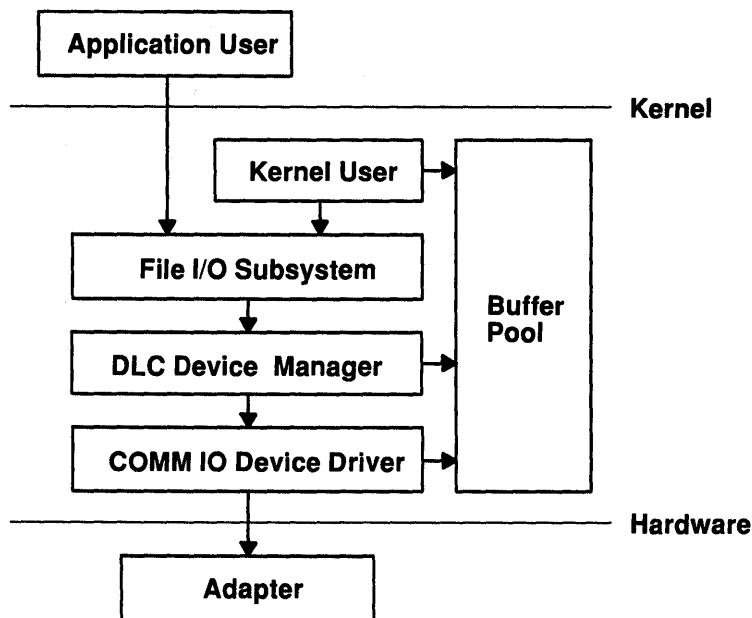 Application User
Kernel
Kernel User
File I/O Subsystem
Buffer
Pool
DLC Device Manager
COMM IO Device Driver
Hardware
Adapter